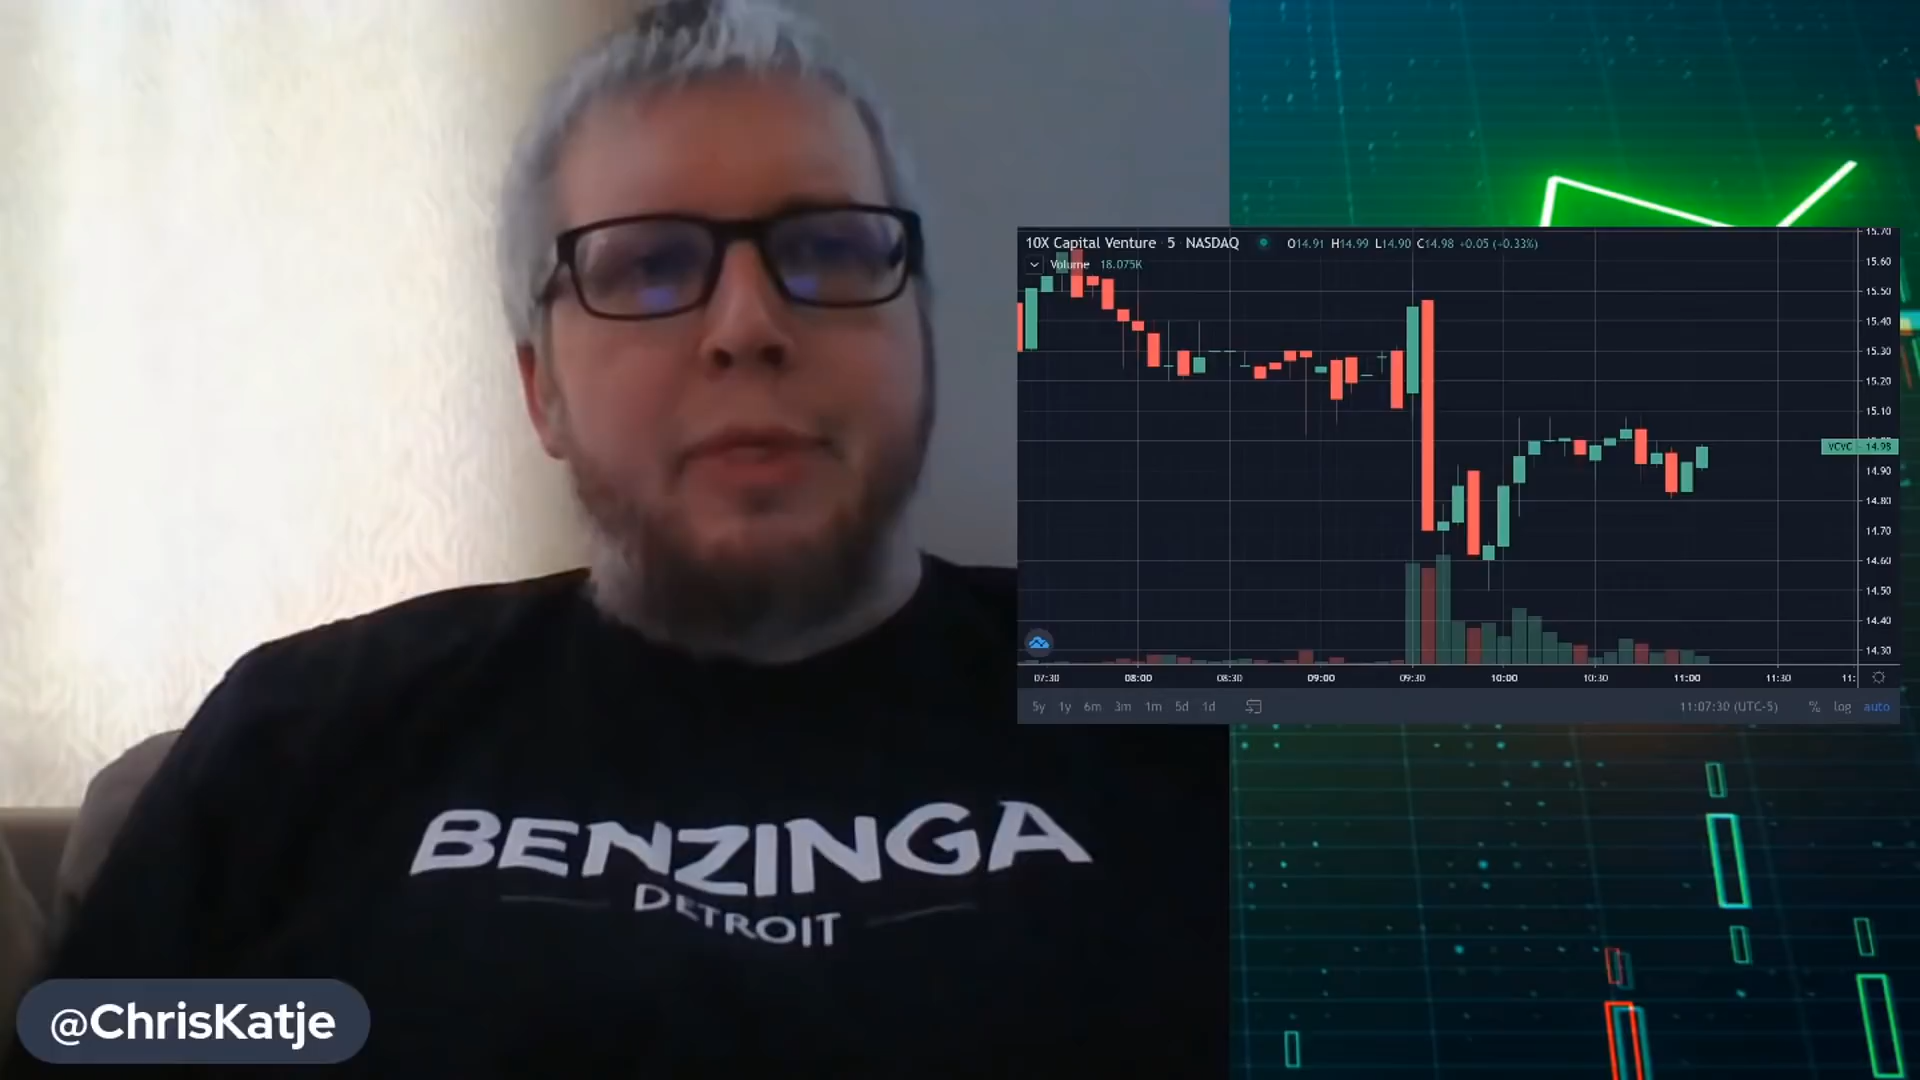 10X Capital Venture · 5 · NASDAQ O14.91 H14.99 L14.90 C14.98 +0.05 (-0.33%)
Volume 18.075K
15.70
15.60
15.50
15.40
15.30
15.20
15.10
VCVC 14.98
14.90
14.80
14.70
14.60
14.50
14.40
14.30
07:30 08:00 08:30 09:00 09:30 10:00 10:30 11:00 11:30 11:
5y 1y 6m 3m 1m 5d 1d 11:07:30 (UTC-5) % log auto
BENZINGA
DETROIT
@ChrisKatje